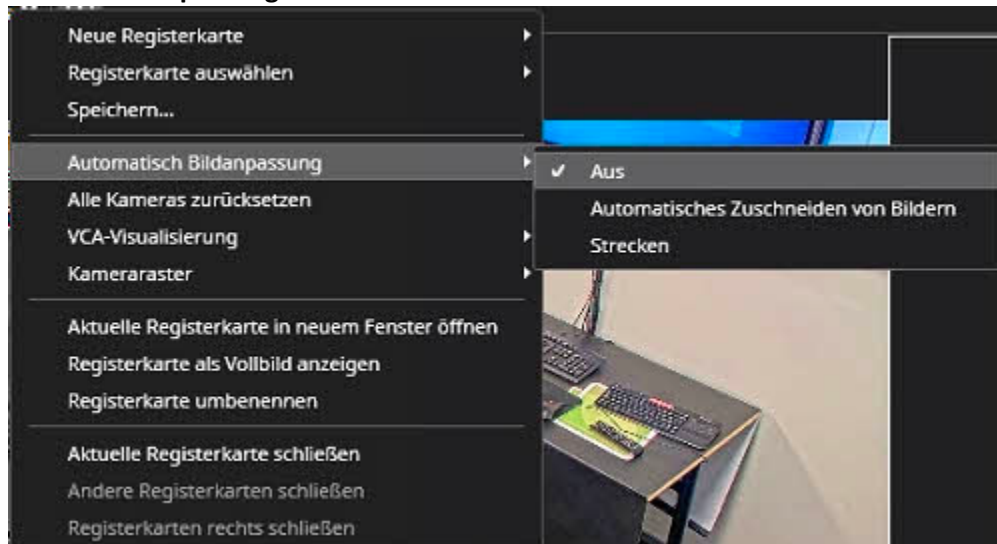 Neue Registerkarte
Registerkarte auswählen
Speichern...
Automatisch Bildanpassung
Aus
Alle Kameras zurücksetzen
Automatisches Zuschneiden von Bildern
VCA-Visualisierung
Strecken
Kameraraster
Aktuelle Registerkarte in neuem Fenster öffnen
Registerkarte als Vollbild anzeigen
Registerkarte umbenennen
Aktuelle Registerkarte schließen
Andere Registerkarten schließen
Registerkarten rechts schließen